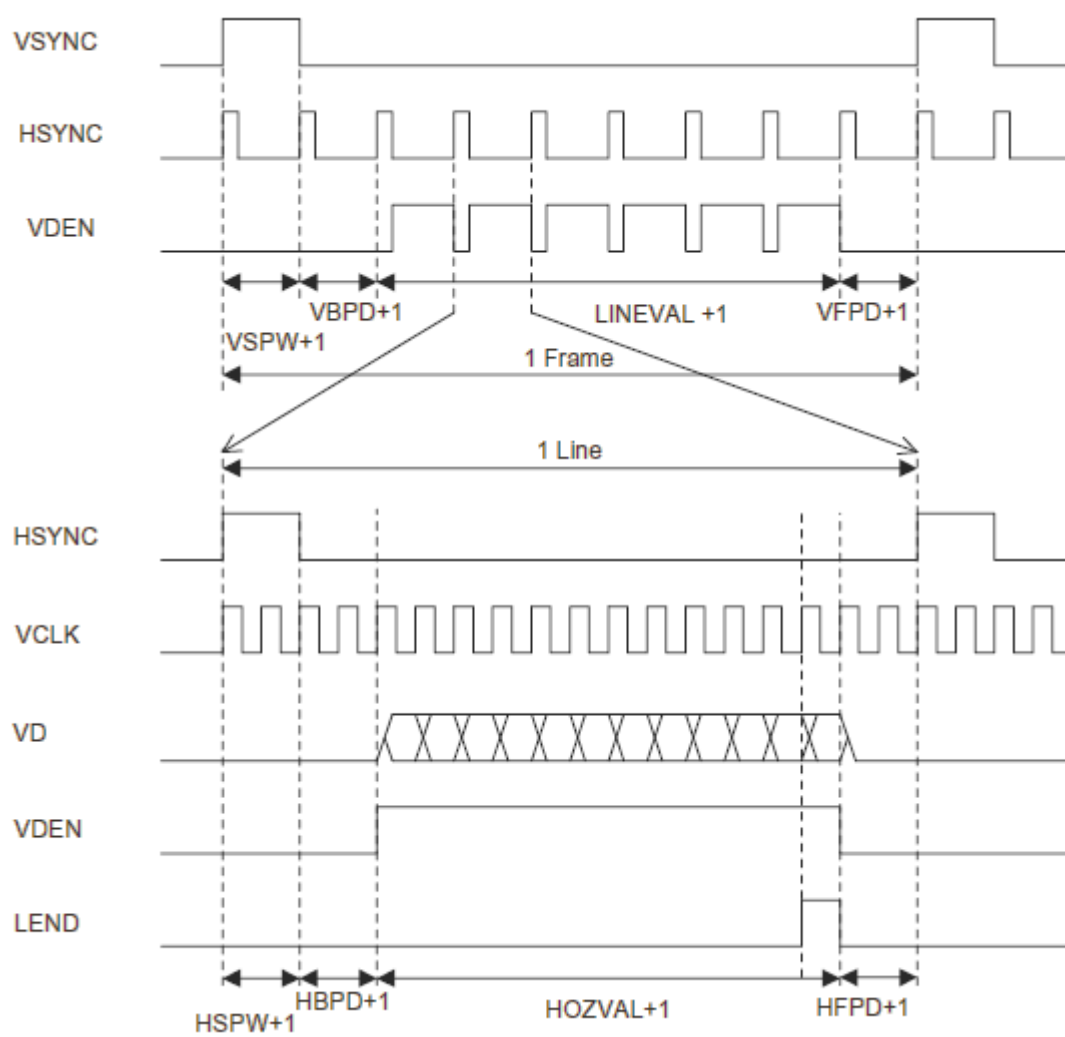 VSYNC
HSYNC
VDEN
VBPD+1
LINEVAL +1
VFPD+1
VSPW+1
1 Frame
1 Line
HSYNC
VCLK
VD
VDEN
LEND
HBPD+1
HOZVAL+1
HFPD+1
HSPW+1